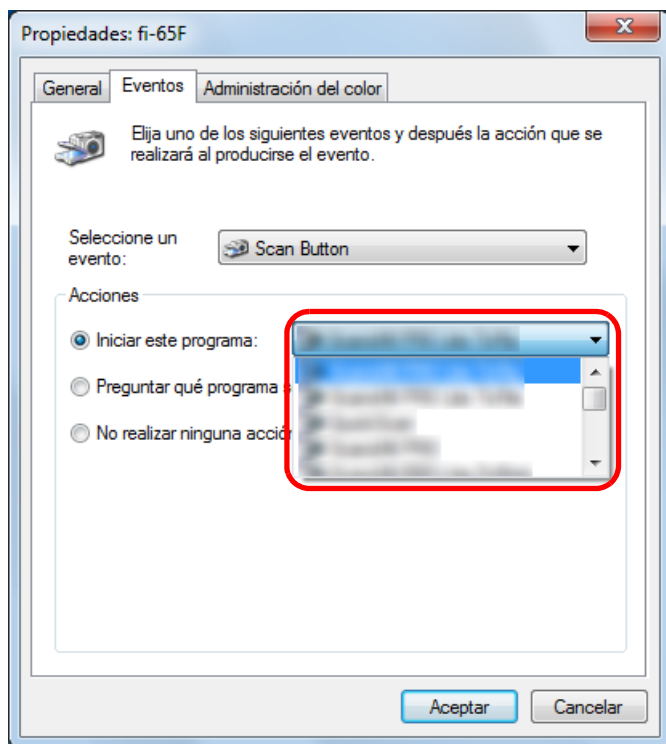 Propiedades: fi-65F
General
Eventos
Administración del color
Elija uno de los siguientes eventos y después la acción que se
realizará al producirse el evento.
Seleccione un
evento:
Scan Button
Acciones
Iniciar este programa:
Preguntar qué programa
No realizar ninguna acción
Aceptar
Cancelar